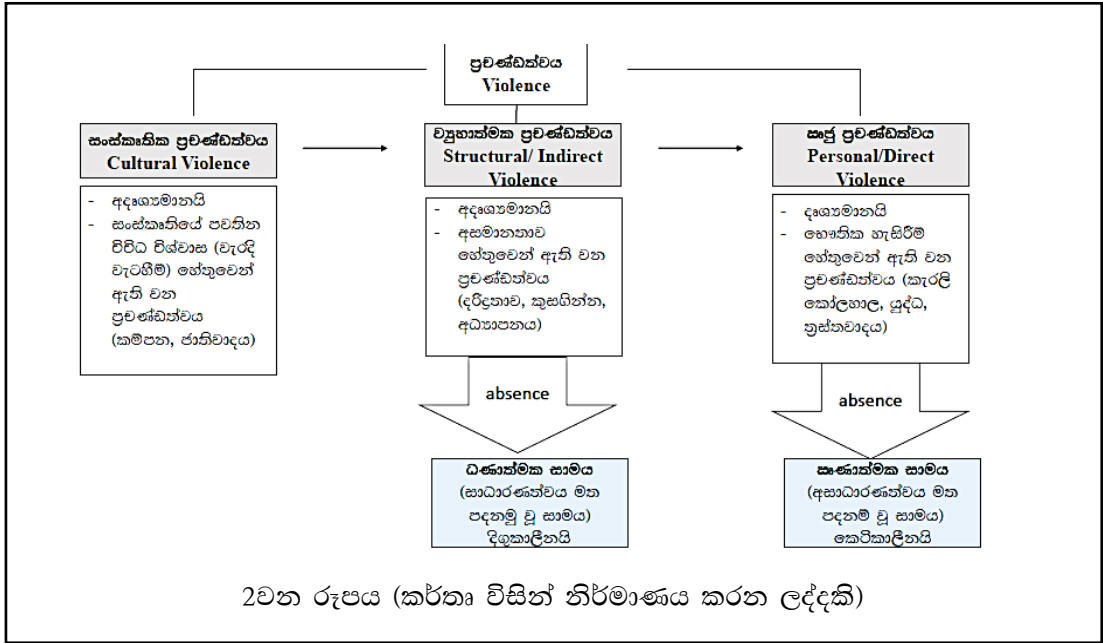 ප්‍රචණ්ඩත්වය
Violence
සංස්කෘතික ප්‍රචණ්ඩත්වය
Cultural Violence
ව්‍යුහාත්මක ප්‍රචණ්ඩත්වය
Structural/ Indirect
Violence
ඍජු ප්‍රචණ්ඩත්වය
Personal/Direct
Violence
- අදෘශ්‍යමානයි
- සංස්කෘතියේ පවතින
විවිධ විශ්වාස (වැරදි
වැටහීම්) හේතුවෙන්
ඇති වන
ප්‍රචණ්ඩත්වය
(කම්පන, ජාතිවාදය)
- අදෘශ්‍යමානයි
- අසමානතාව
හේතුවෙන් ඇති වන
ප්‍රචණ්ඩත්වය
(දරිද්‍රතාව, කුසගින්න,
අධ්‍යාපනය)
- දෘශ්‍යමානයි
- භෞතික හැසිරීම්
හේතුවෙන් ඇති වන
ප්‍රචණ්ඩත්වය (කැරලි
කෝලහාල, යුද්ධ,
ත්‍රස්තවාදය)
absence
absence
ධණාත්මක සාමය
(සාධාරණත්වය මත
පදනමු වූ සාමය)
දිගුකාලීනයි
ඍණාත්මක සාමය
(අසාධාරණත්වය මත
පදනම් වූ සාමය)
කෙටිකාලීනයි
2වන රූපය (කර්තෘ විසින් නිර්මාණය කරන ලද්දකි)